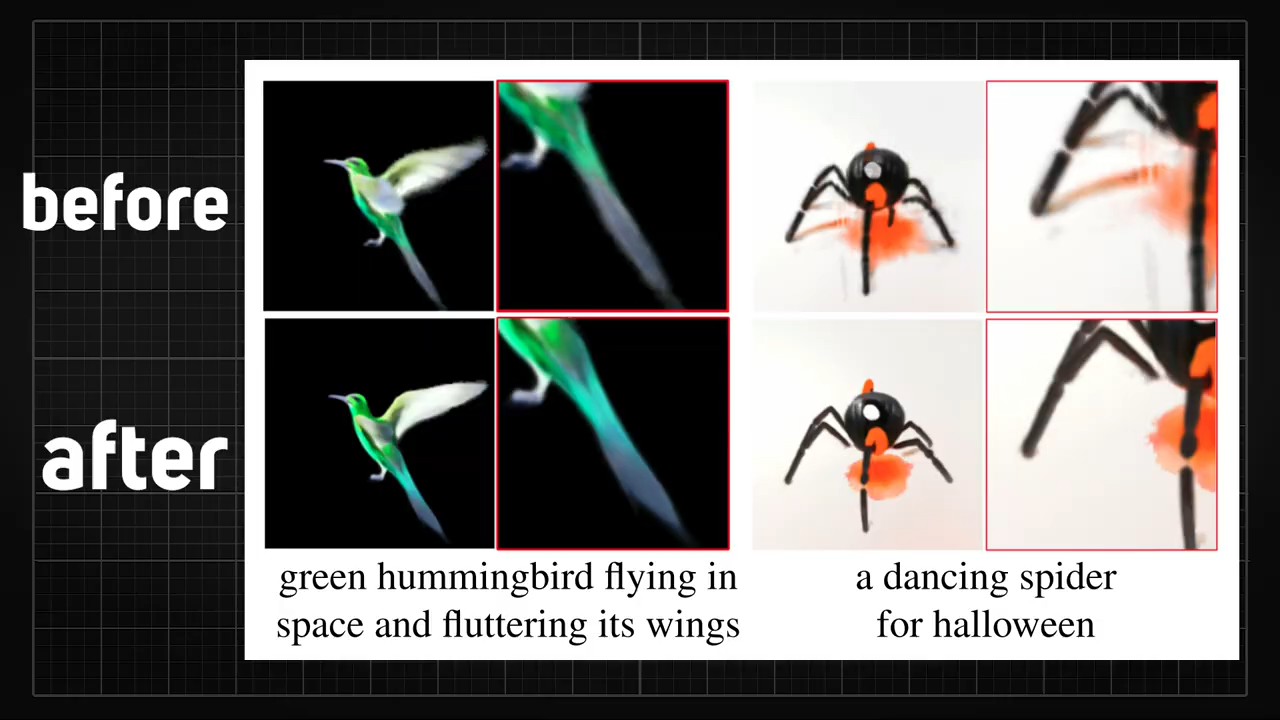 before
after
green hummingbird flying in
space and fluttering its wings
a dancing spider
for halloween